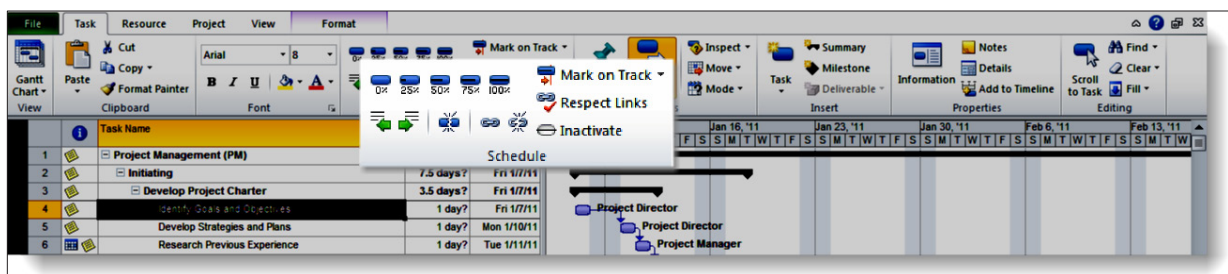 File Task Resource Project View Format
Cut
Copy
Format Painter
Paste
Clipboard
Gantt Chart
View
Arial 8
B I U A
Font
0% 25% 50% 75% 100% Mark on Track
0% 25% 50% 75% 100%
Mark on Track
Respect Links
Inactivate
Schedule
Inspect
Move
Mode
Task
Summary
Milestone
Deliverable
Insert
Information
Notes
Details
Add to Timeline
Properties
Scroll to Task
Find
Clear
Fill
Editing
Task Name
Jan 16, '11 Jan 23, '11 Jan 30, '11 Feb 6, '11 Feb 13, '11
F S S M T W T F S S M T W T F S S M T W T F S S M T W T F S S M T W
1 Project Management (PM)
2 Initiating 7.5 days? Fri 1/7/11
3 Develop Project Charter 3.5 days? Fri 1/7/11
4 Identify Goals and Objectives 1 day? Fri 1/7/11 Project Director
5 Develop Strategies and Plans 1 day? Mon 1/10/11 Project Director
6 Research Previous Experience 1 day? Tue 1/11/11 Project Manager